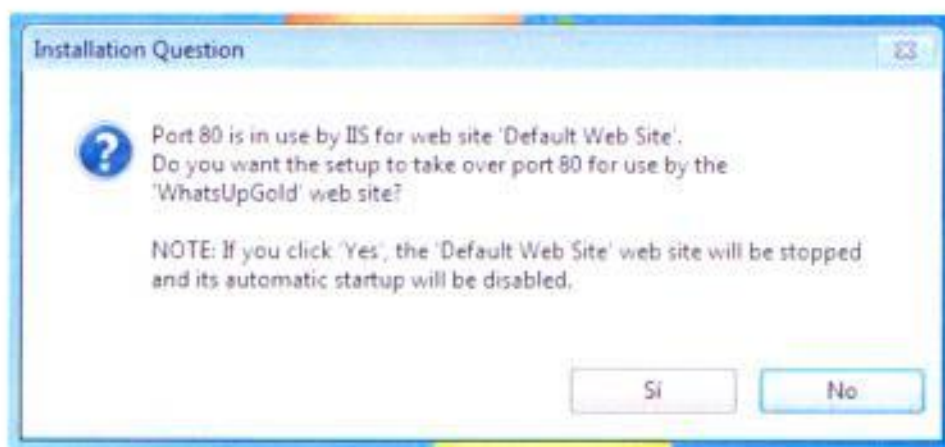 Installation Question
Port 80 is in use by IIS for web site 'Default Web Site'.
Do you want the setup to take over port 80 for use by the
'WhatsUpGold' web site?
NOTE: If you click 'Yes', the 'Default Web Site' web site will be stopped
and its automatic startup will be disabled.
Sí
No